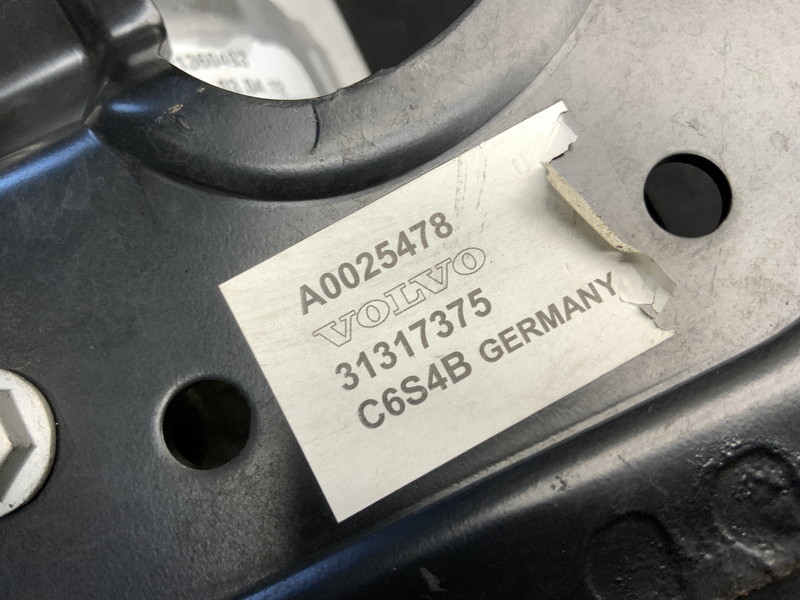 A0025478
VOLVO
31317375
C6S4B GERMANY